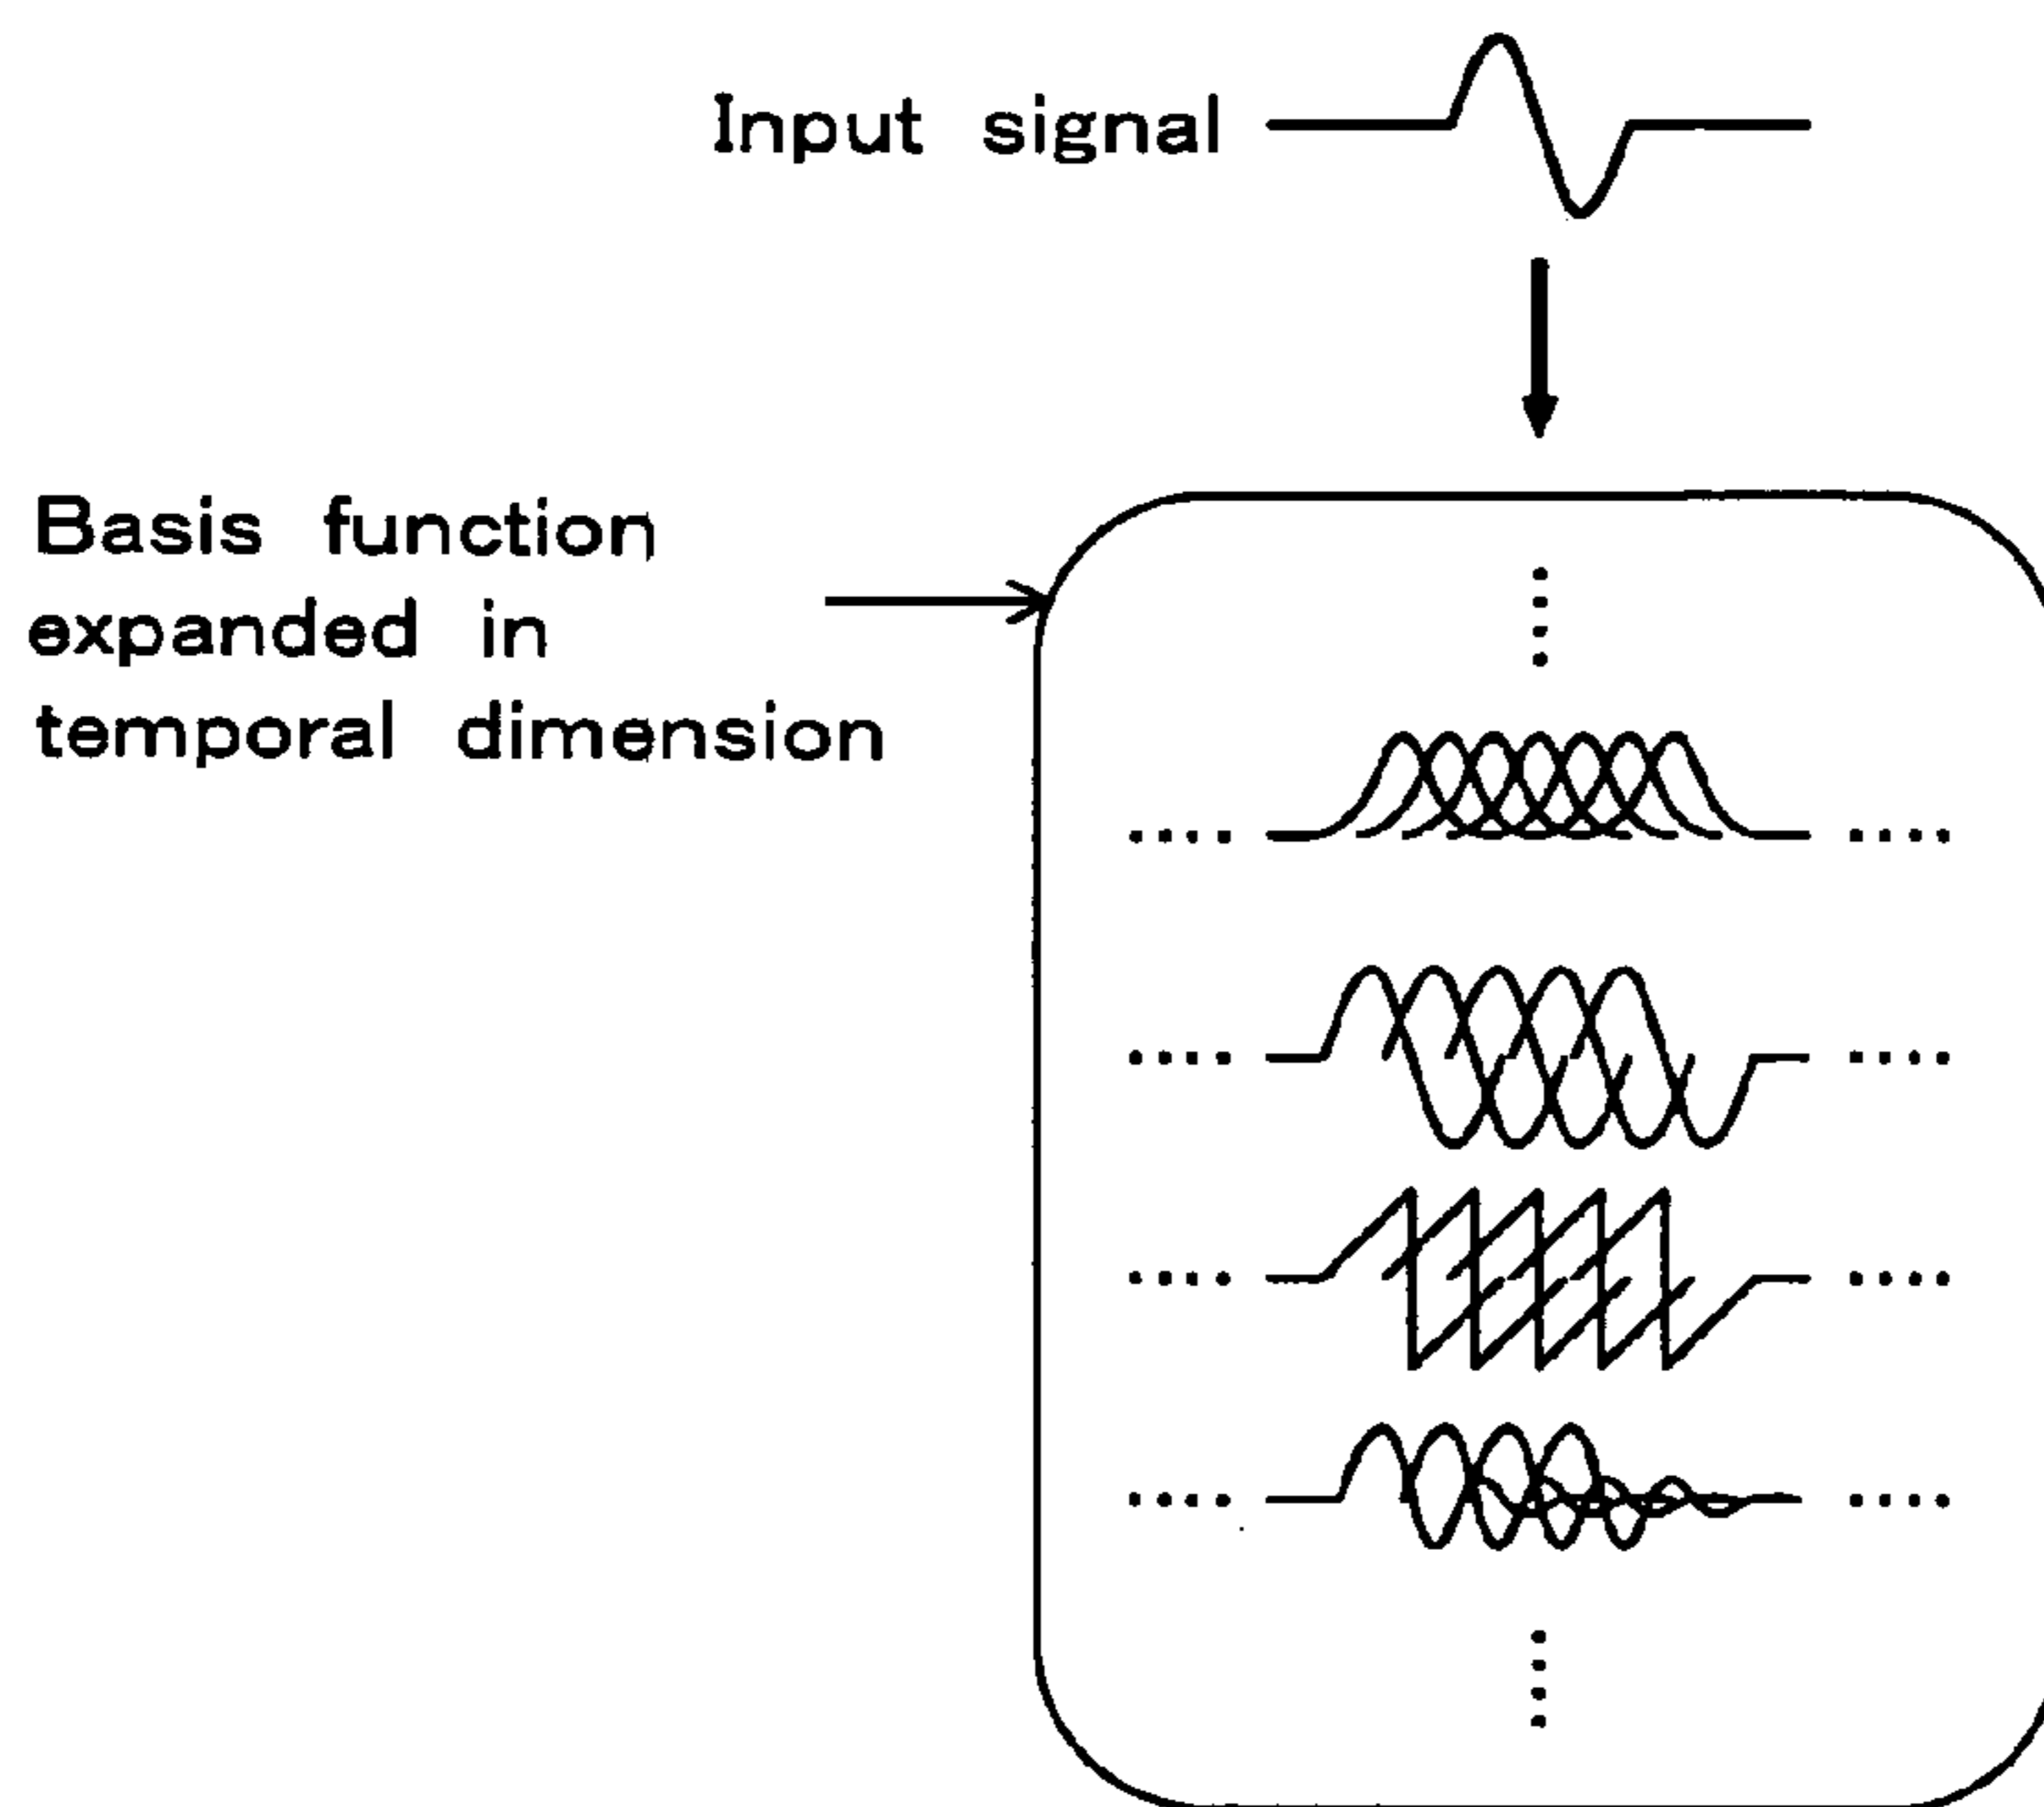 Input signal
Basis function
expanded in
temporal dimension